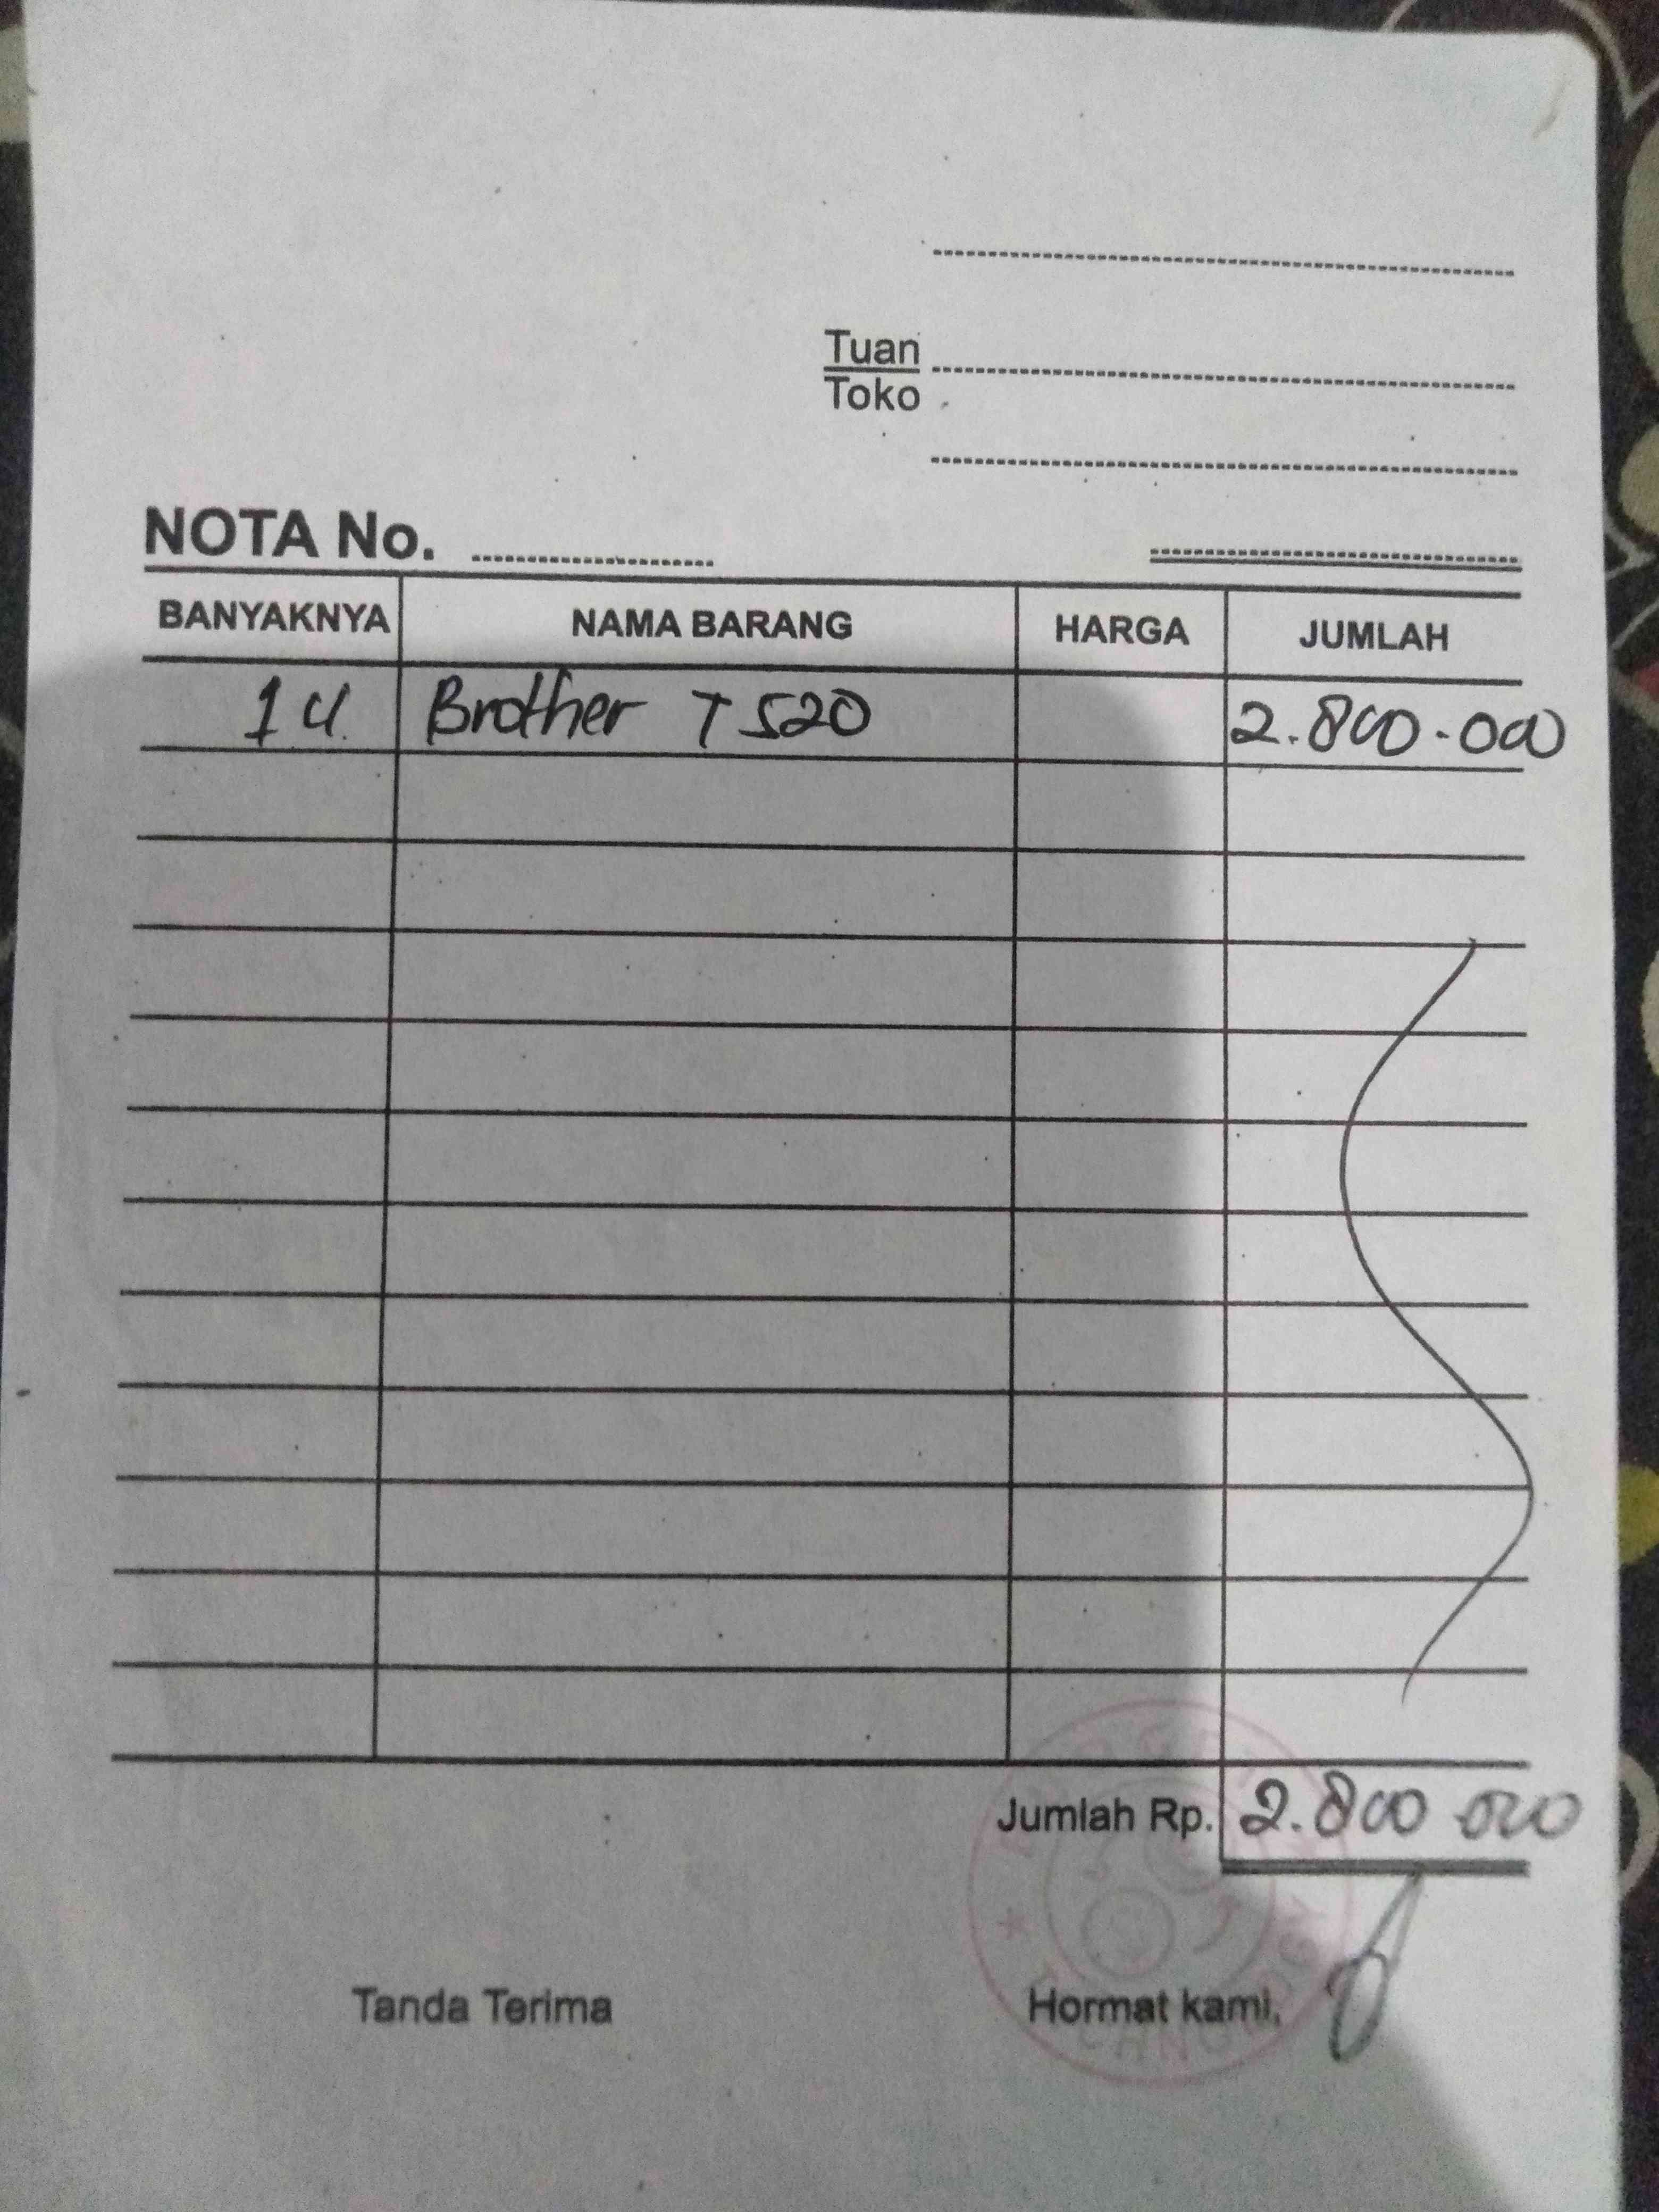 Tuan
Toko
NOTA No.
BANYAKNYA NAMA BARANG HARGA JUMLAH
1 U. Brother T 520 2.800.000
Jumlah Rp. 2.800.000
Tanda Terima Hormat kami,